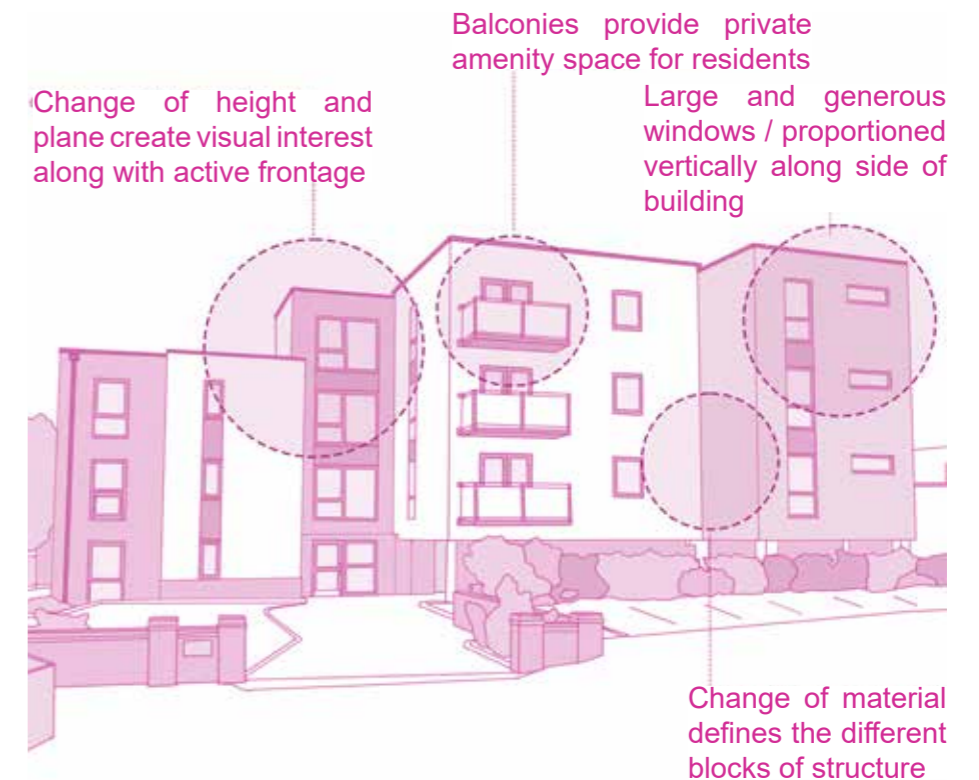 Balconies provide private
amenity space for residents
Change of height and
plane create visual interest
along with active frontage
Large and generous
windows / proportioned
vertically along side of
building
Change of material
defines the different
blocks of structure